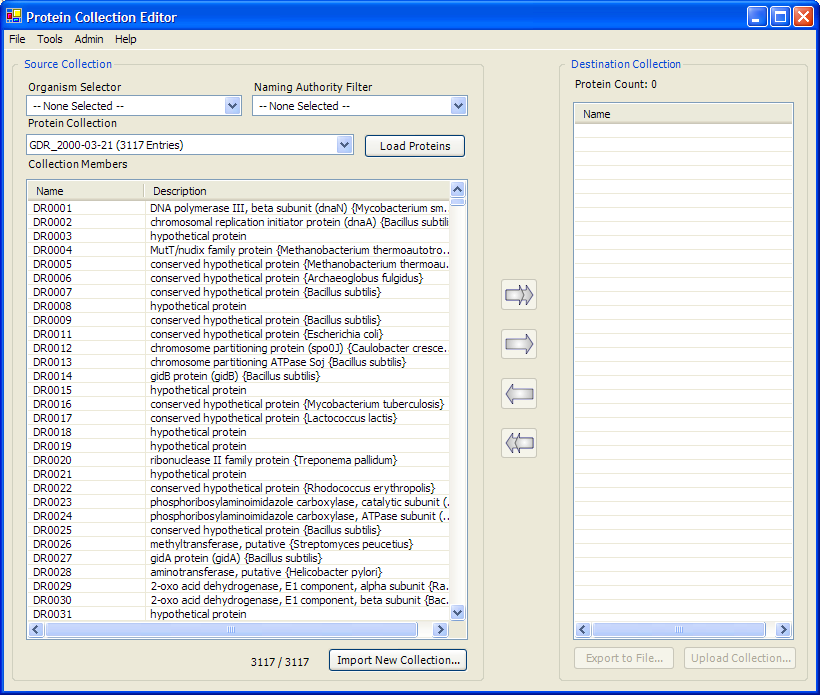 Protein Collection Editor
File Tools Admin Help
Source Collection
Organism Selector Naming Authority Filter
-- None Selected -- -- None Selected --
Protein Collection
GDR_2000-03-21 (3117 Entries) Load Proteins
Collection Members
Name Description
DR0001 DNA polymerase III, beta subunit (dnaN) {Mycobacterium sm...
DR0002 chromosomal replication initiator protein (dnaA) {Bacillus subtili
DR0003 hypothetical protein
DR0004 MutT/nudix family protein {Methanobacterium thermoautotro...
DR0005 conserved hypothetical protein {Methanobacterium thermoau...
DR0006 conserved hypothetical protein {Archaeoglobus fulgidus}
DR0007 conserved hypothetical protein {Bacillus subtilis}
DR0008 hypothetical protein
DR0009 conserved hypothetical protein {Bacillus subtilis}
DR0011 conserved hypothetical protein {Escherichia coli}
DR0012 chromosome partitioning protein (spo0J) {Caulobacter cresce...
DR0013 chromosome partitioning ATPase Soj {Bacillus subtilis}
DR0014 gidB protein (gidB) {Bacillus subtilis}
DR0015 hypothetical protein
DR0016 conserved hypothetical protein {Mycobacterium tuberculosis}
DR0017 conserved hypothetical protein {Lactococcus lactis}
DR0018 hypothetical protein
DR0019 hypothetical protein
DR0020 ribonuclease II family protein {Treponema pallidum}
DR0021 hypothetical protein
DR0022 conserved hypothetical protein {Rhodococcus erythropolis}
DR0023 phosphoribosylaminoimidazole carboxylase, catalytic subunit (...
DR0024 phosphoribosylaminoimidazole carboxylase, ATPase subunit (...
DR0025 conserved hypothetical protein {Bacillus subtilis}
DR0026 methyltransferase, putative {Streptomyces peucetius}
DR0027 gidA protein (gidA) {Bacillus subtilis}
DR0028 aminotransferase, putative {Helicobacter pylori}
DR0029 2-oxo acid dehydrogenase, E1 component, alpha subunit {Ra...
DR0030 2-oxo acid dehydrogenase, E1 component, beta subunit {Bac...
DR0031 hypothetical protein
3117 / 3117 Import New Collection...
Destination Collection
Protein Count: 0
Name
Export to File... Upload Collection...